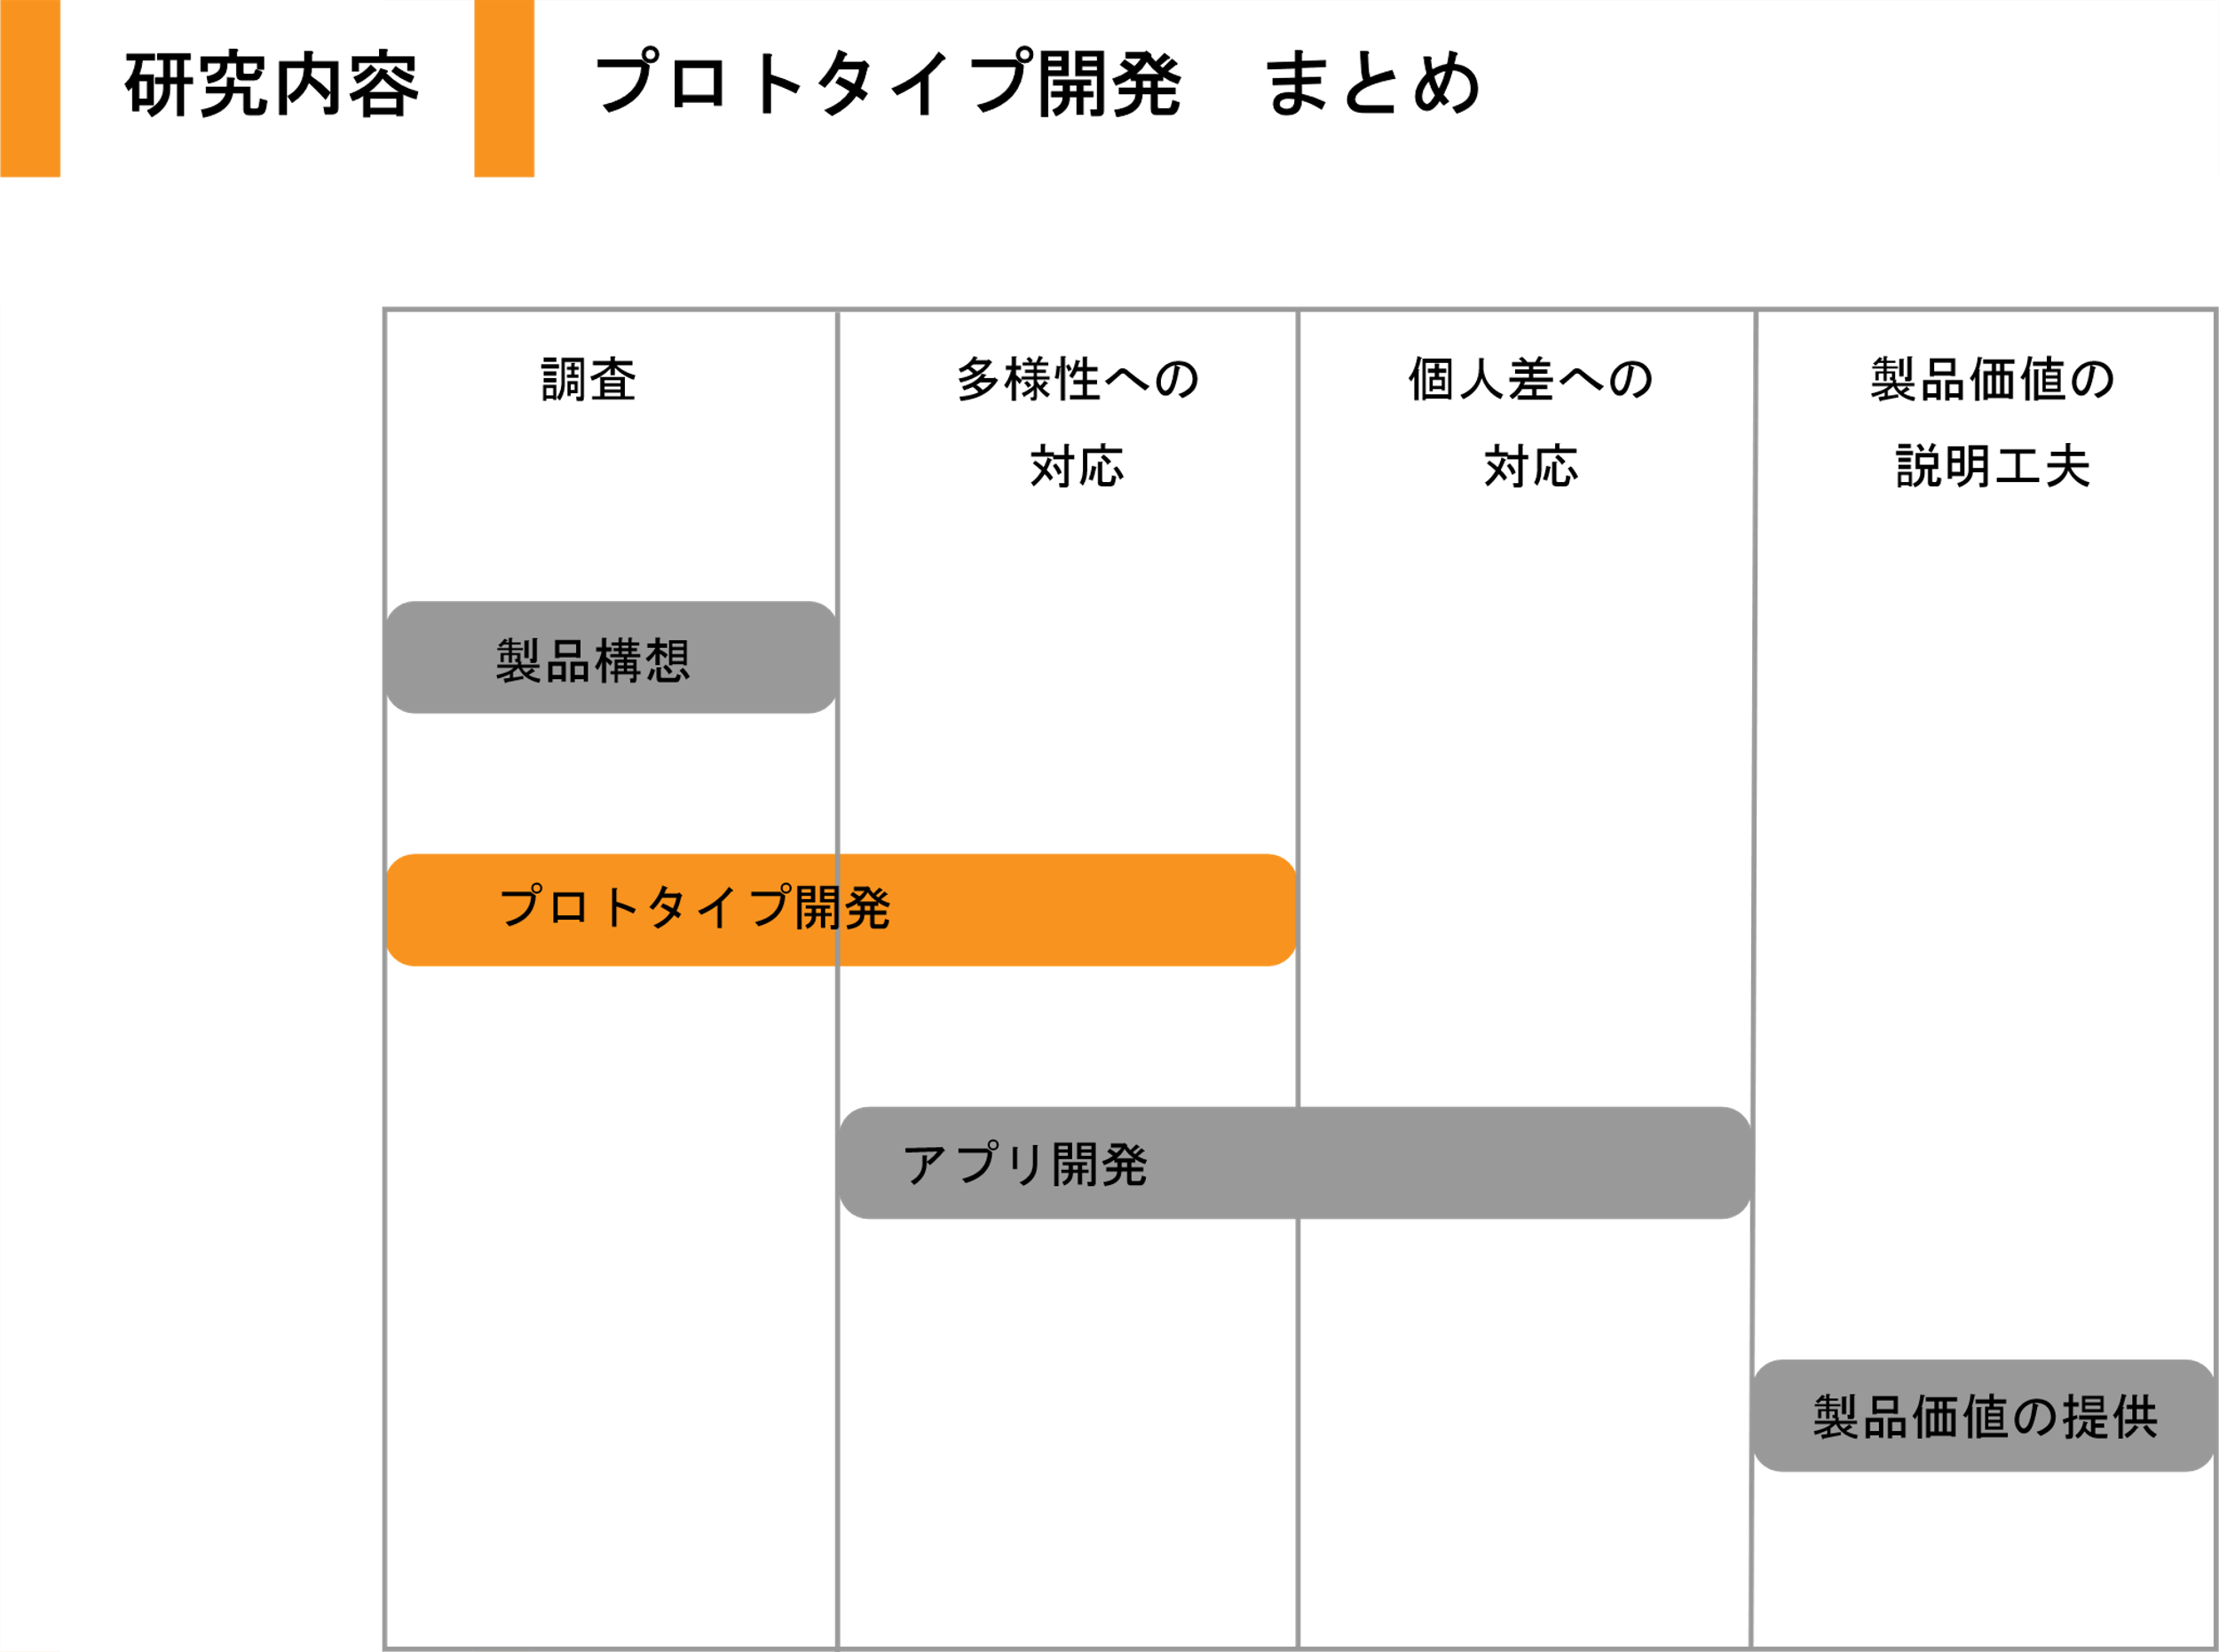 研究内容 プロトタイプ開発　まとめ
調査
多様性への
対応
個人差への
対応
製品価値の
説明工夫
製品構想
プロトタイプ開発
アプリ開発
製品価値の提供